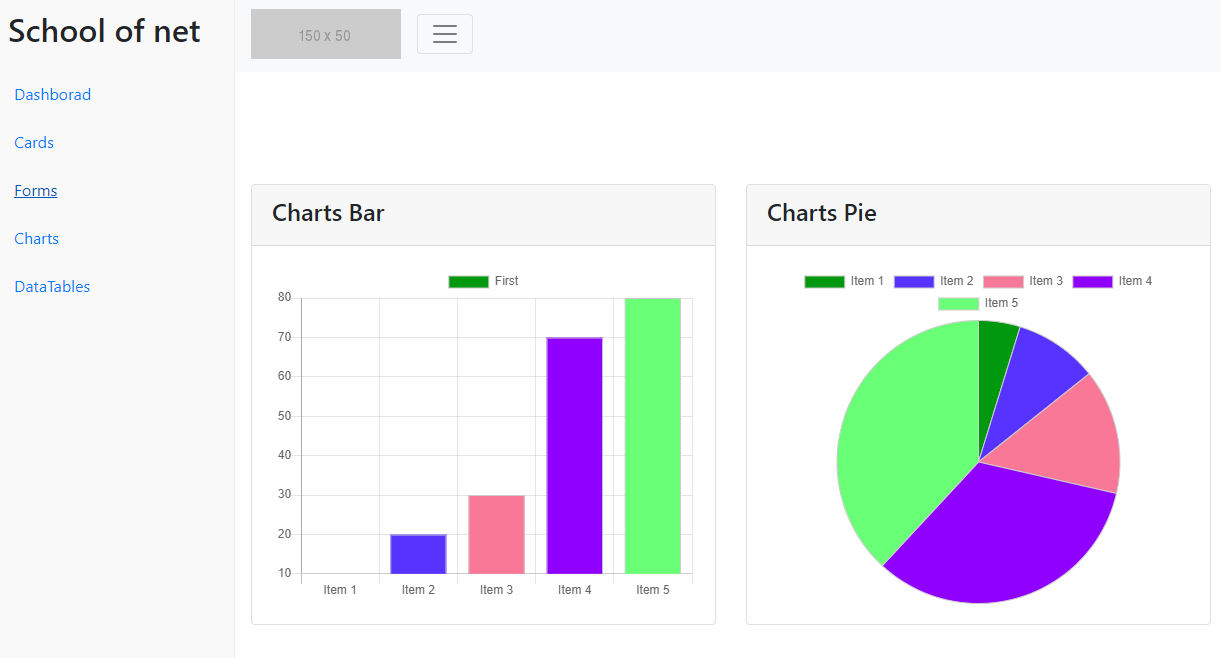 School of net
150 x 50
Dashborad
Cards
Forms
Charts
DataTables
Charts Bar
First
80
70
60
50
40
30
20
10
Item 1 Item 2 Item 3 Item 4 Item 5
Charts Pie
Item 1 Item 2 Item 3 Item 4
Item 5